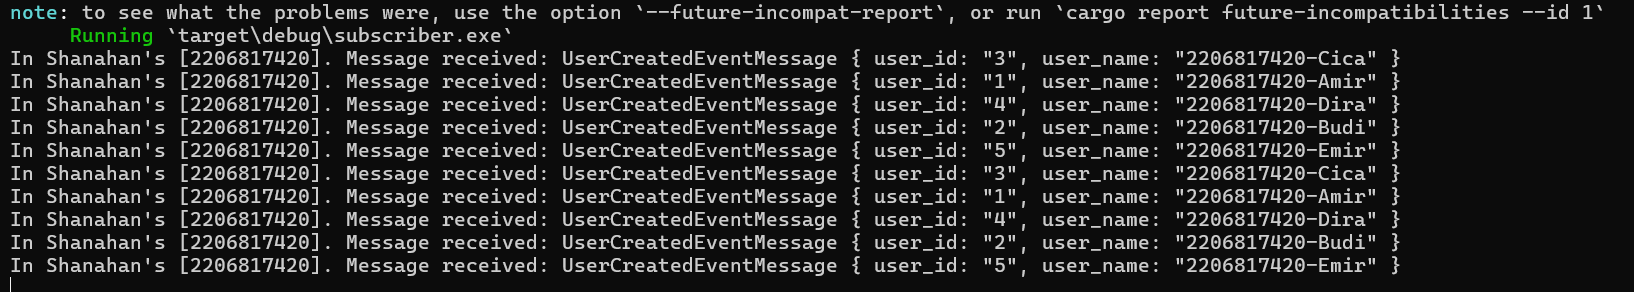 note: to see what the problems were, use the option `--future-incompat-report`, or run `cargo report future-incompatibilities --id 1`
Running `target\debug\subscriber.exe`
In Shanahan's [2206817420]. Message received: UserCreatedEventMessage { user_id: "3", user_name: "2206817420-Cica" }
In Shanahan's [2206817420]. Message received: UserCreatedEventMessage { user_id: "1", user_name: "2206817420-Amir" }
In Shanahan's [2206817420]. Message received: UserCreatedEventMessage { user_id: "4", user_name: "2206817420-Dira" }
In Shanahan's [2206817420]. Message received: UserCreatedEventMessage { user_id: "2", user_name: "2206817420-Budi" }
In Shanahan's [2206817420]. Message received: UserCreatedEventMessage { user_id: "5", user_name: "2206817420-Emir" }
In Shanahan's [2206817420]. Message received: UserCreatedEventMessage { user_id: "3", user_name: "2206817420-Cica" }
In Shanahan's [2206817420]. Message received: UserCreatedEventMessage { user_id: "1", user_name: "2206817420-Amir" }
In Shanahan's [2206817420]. Message received: UserCreatedEventMessage { user_id: "4", user_name: "2206817420-Dira" }
In Shanahan's [2206817420]. Message received: UserCreatedEventMessage { user_id: "2", user_name: "2206817420-Budi" }
In Shanahan's [2206817420]. Message received: UserCreatedEventMessage { user_id: "5", user_name: "2206817420-Emir" }